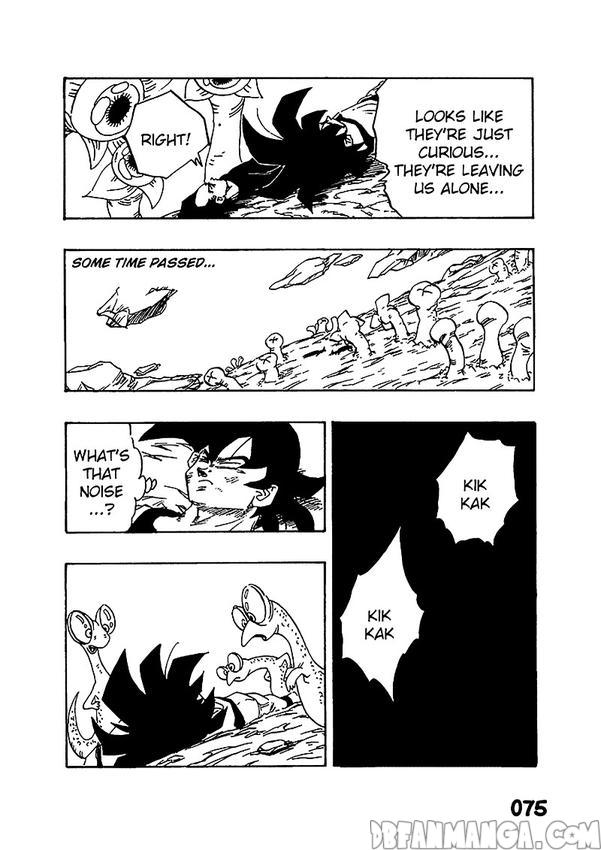 RIGHT!
LOOKS LIKE
THEY'RE JUST
CURIOUS...
THEY'RE LEAVING
US ALONE...
SOME TIME PASSED...
WHAT'S
THAT
NOISE
...?
KIK
KAK
KIK
KAK
075
DBFANMANGA.COM